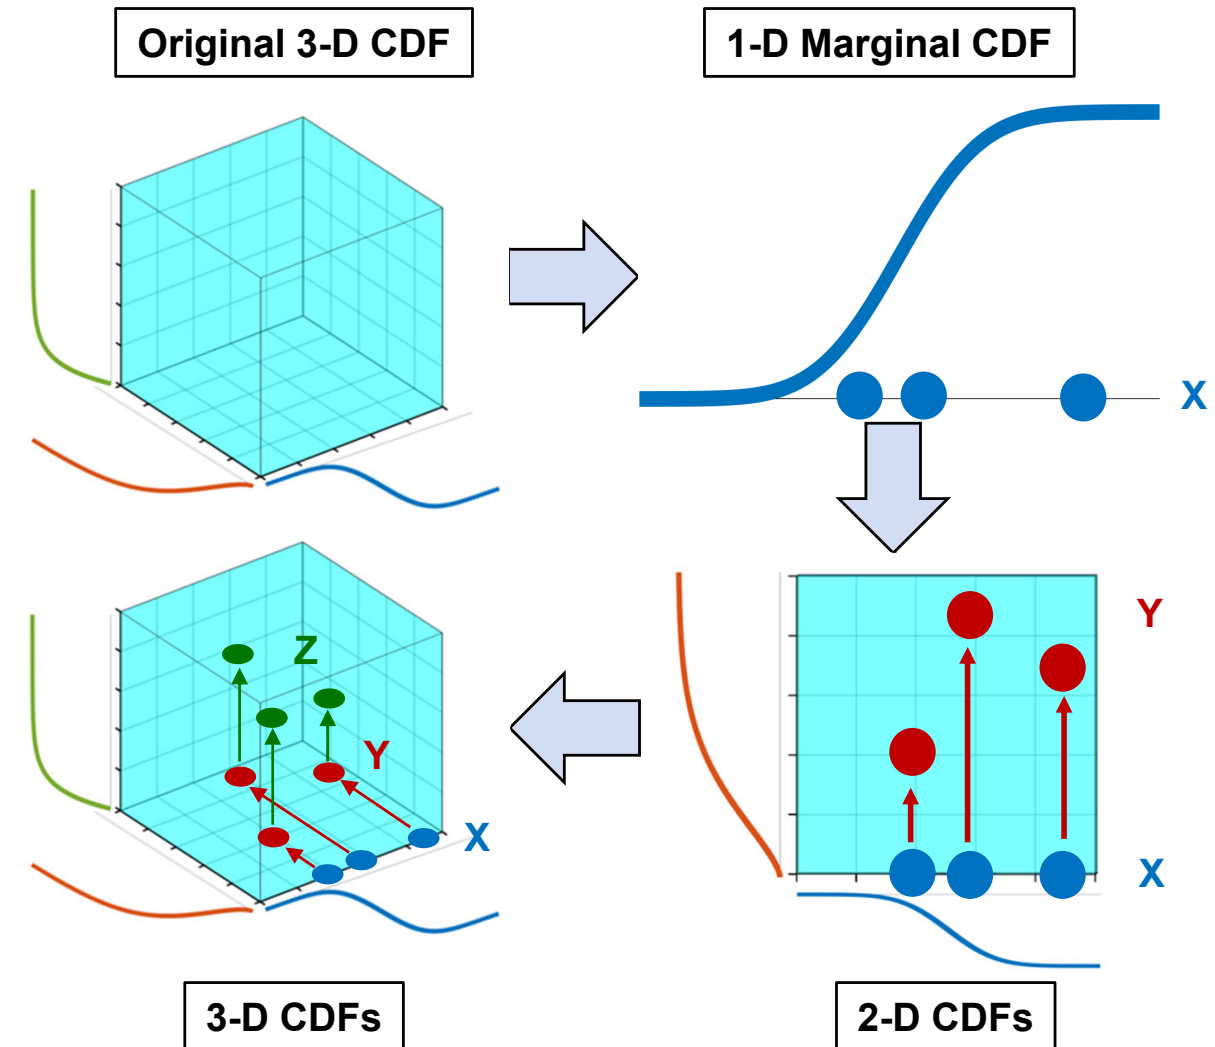 Original 3-D CDF
1-D Marginal CDF
X
Z
Y
X
Y
X
3-D CDFs
2-D CDFs